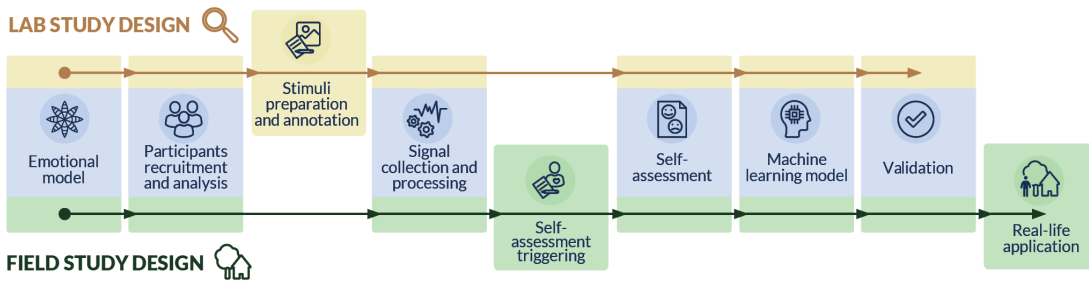 LAB STUDY DESIGN
Emotional
model
Participants
recruitment
and analysis
Stimuli
preparation
and annotation
Signal
collection and
processing
Self-
assessment
triggering
Self-
assessment
Machine
learning model
Validation
Real-life
application
FIELD STUDY DESIGN